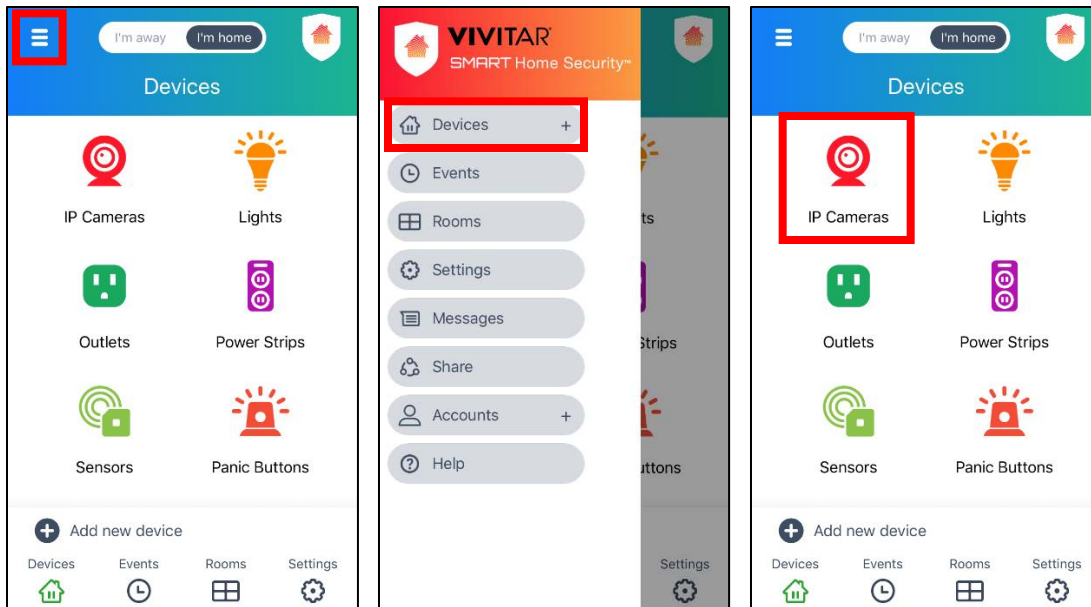 I'm away I'm home
Devices
IP Cameras Lights
Outlets Power Strips
Sensors Panic Buttons
Add new device
Devices Events Rooms Settings
VIVITAR
SMART Home Security™
Devices +
Events
Rooms
Settings
Messages
Share
Accounts +
Help
ts
Strips
uttons
Settings
I'm away I'm home
Devices
IP Cameras Lights
Outlets Power Strips
Sensors Panic Buttons
Add new device
Devices Events Rooms Settings